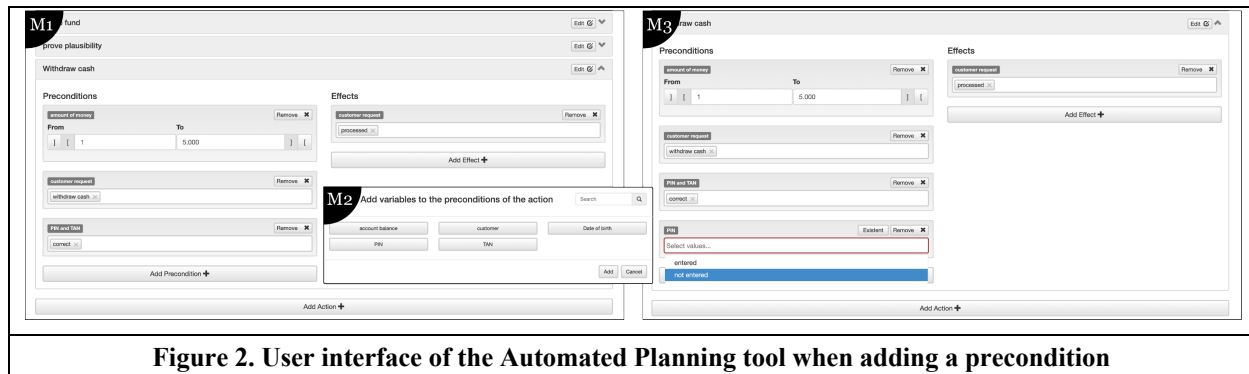 M1 fund Edit
prove plausibility Edit
Withdraw cash Edit
Preconditions Effects
amount of money Remove ✖
From To
] [ 1 5.000 ] [
customer request Remove ✖
processed ×
Add Effect ✚
customer request Remove ✖
withdraw cash ×
PIN and TAN Remove ✖
correct ×
Add Precondition ✚
Add Action ✚
M2 Add variables to the preconditions of the action Search
account balance customer Date of birth
PIN TAN
Add Cancel
M3 raw cash Edit
Preconditions Effects
amount of money Remove ✖
From To
] [ 1 5.000 ] [
customer request Remove ✖
processed ×
Add Effect ✚
customer request Remove ✖
withdraw cash ×
PIN and TAN Remove ✖
correct ×
PIN Existent Remove ✖
Select values...
entered
not entered
Add Action ✚
Figure 2. User interface of the Automated Planning tool when adding a precondition